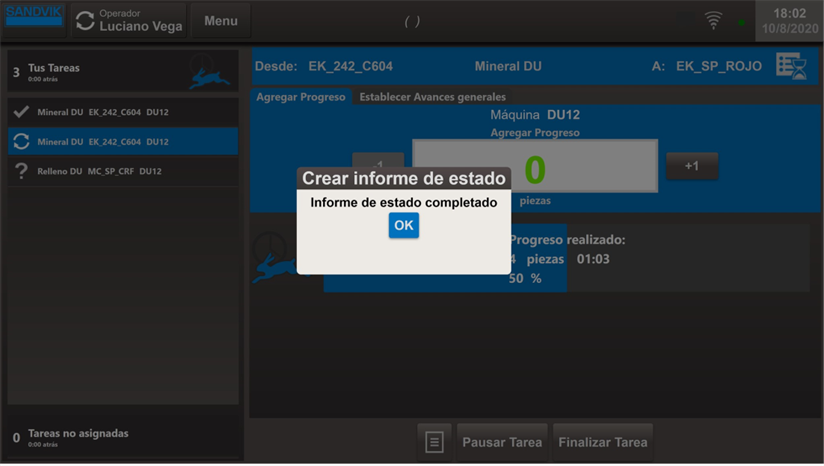 SANDVIK
Operador
Luciano Vega
Menu
( )
18:02
10/8/2020
3 Tus Tareas
0:00 atrás
Mineral DU EK_242_C604 DU12
Mineral DU EK_242_C604 DU12
? Relleno DU MC_SP_CRF DU12
0 Tareas no asignadas
0:00 atrás
Desde: EK_242_C604 Mineral DU A: EK_SP_ROJO
Agregar Progreso Establecer Avances generales
Máquina DU12
Agregar Progreso
-1 0 +1
piezas
Crear informe de estado
Informe de estado completado
OK
Progreso realizado:
4 piezas 01:03
50 %
Pausar Tarea Finalizar Tarea